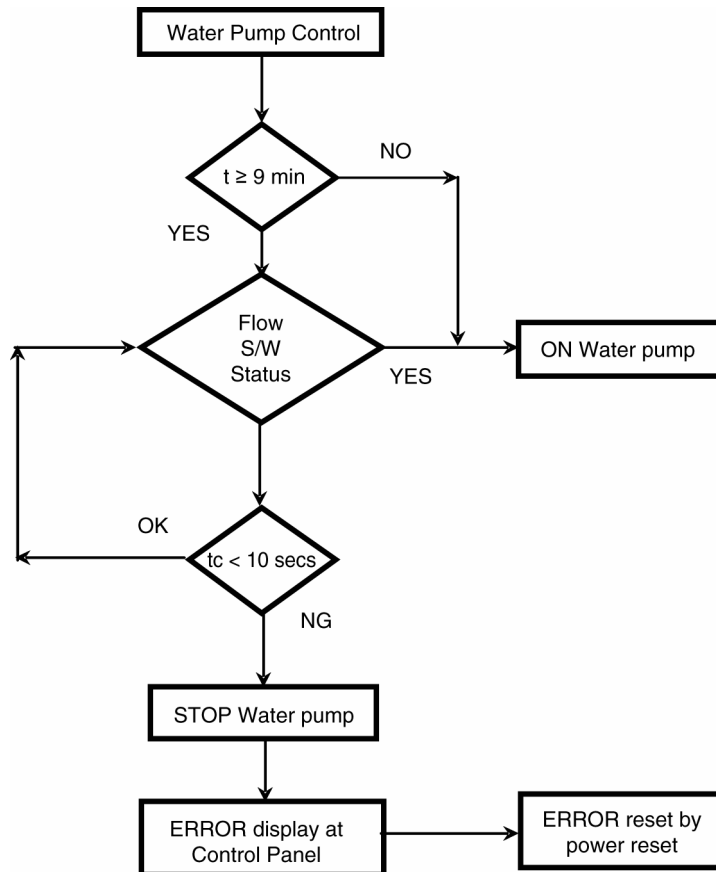 Water Pump Control
t ≥ 9 min
NO
YES
Flow
S/W
Status
YES
ON Water pump
OK
tc < 10 secs
NG
STOP Water pump
ERROR display at
Control Panel
ERROR reset by
power reset